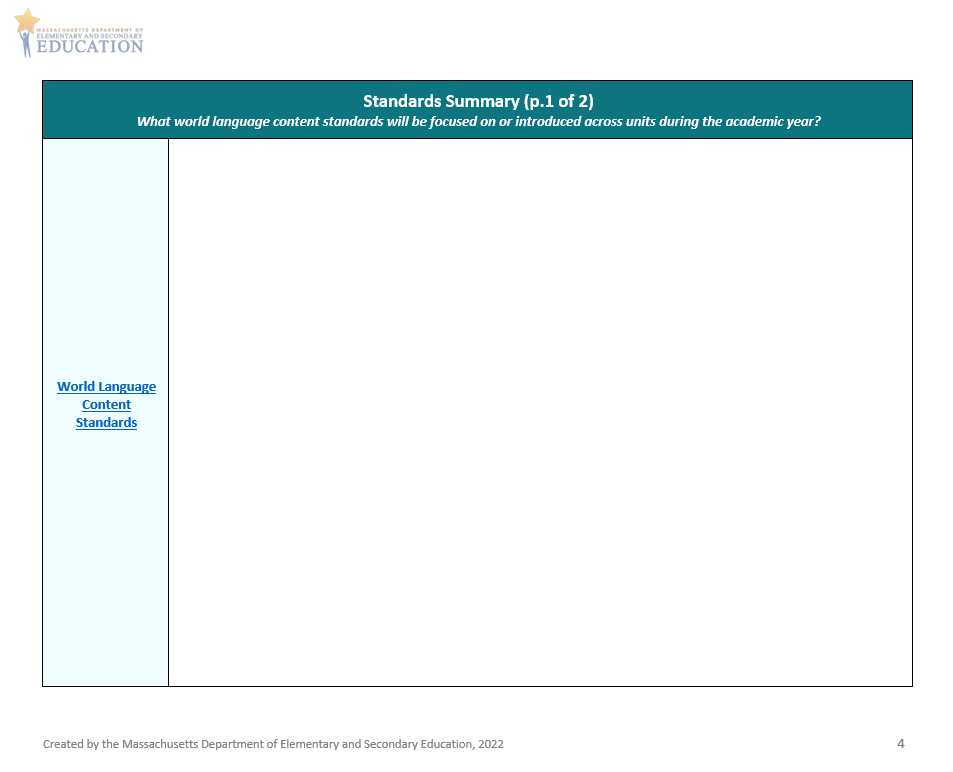 MASSACHUSETTS DEPARTMENT OF
ELEMENTARY AND SECONDARY
EDUCATION
Standards Summary (p.1 of 2)
What world language content standards will be focused on or introduced across units during the academic year?
World Language
Content
Standards
Created by the Massachusetts Department of Elementary and Secondary Education, 2022
4